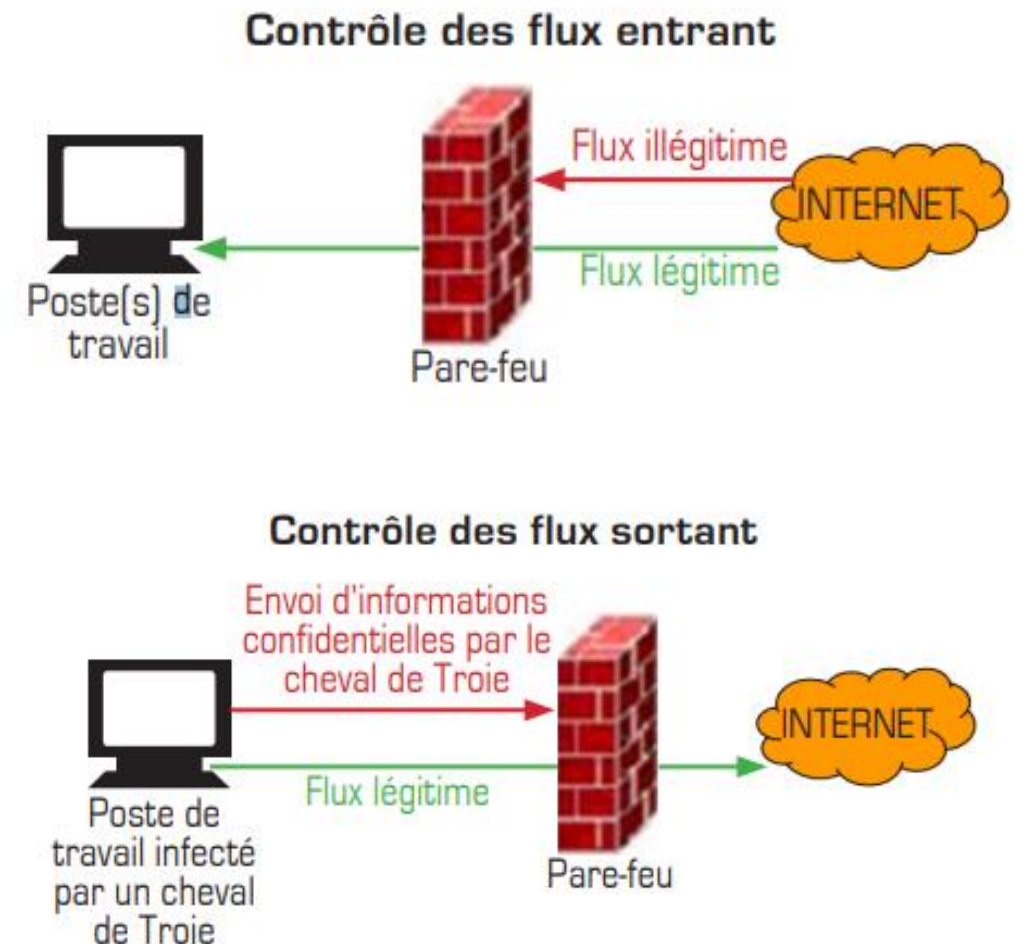 Contrôle des flux entrant
Flux illégitime
INTERNET
Flux légitime
Poste(s) de
travail
Pare-feu
Contrôle des flux sortant
Envoi d'informations
confidentielles par le
cheval de Troie
INTERNET
Flux légitime
Poste de
travail infecté
par un cheval
de Troie
Pare-feu